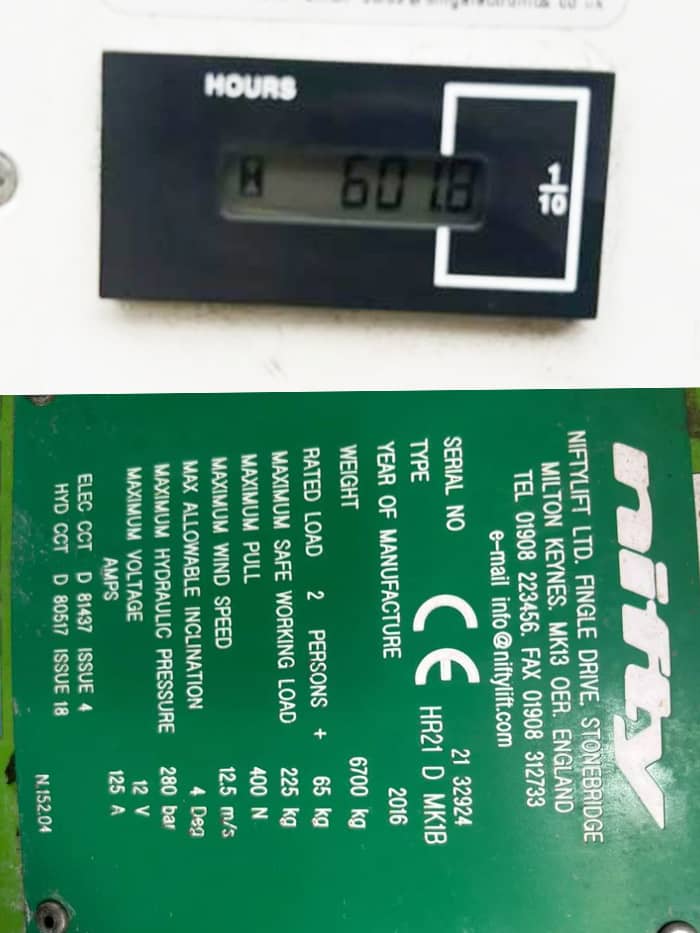 HOURS
601.8
1
10
nifty
NIFTYLIFT LTD. FINGLE DRIVE. STONEBRIDGE
MILTON KEYNES. MK13 OER. ENGLAND
TEL 01908 223456. FAX 01908 312733
e-mail info@niftylift.com
CE
SERIAL NO 21 32924
TYPE HR21 D MK1B
YEAR OF MANUFACTURE 2016
WEIGHT 6700 kg
RATED LOAD 2 PERSONS + 65 kg
MAXIMUM SAFE WORKING LOAD 225 kg
MAXIMUM PULL 400 N
MAXIMUM WIND SPEED 12.5 m/s
MAX ALLOWABLE INCLINATION 4 Deg
MAXIMUM HYDRAULIC PRESSURE 280 bar
MAXIMUM VOLTAGE 12 V
AMPS 125 A
ELEC CCT D 81437 ISSUE 4
HYD CCT D 80517 ISSUE 18
N.152.04